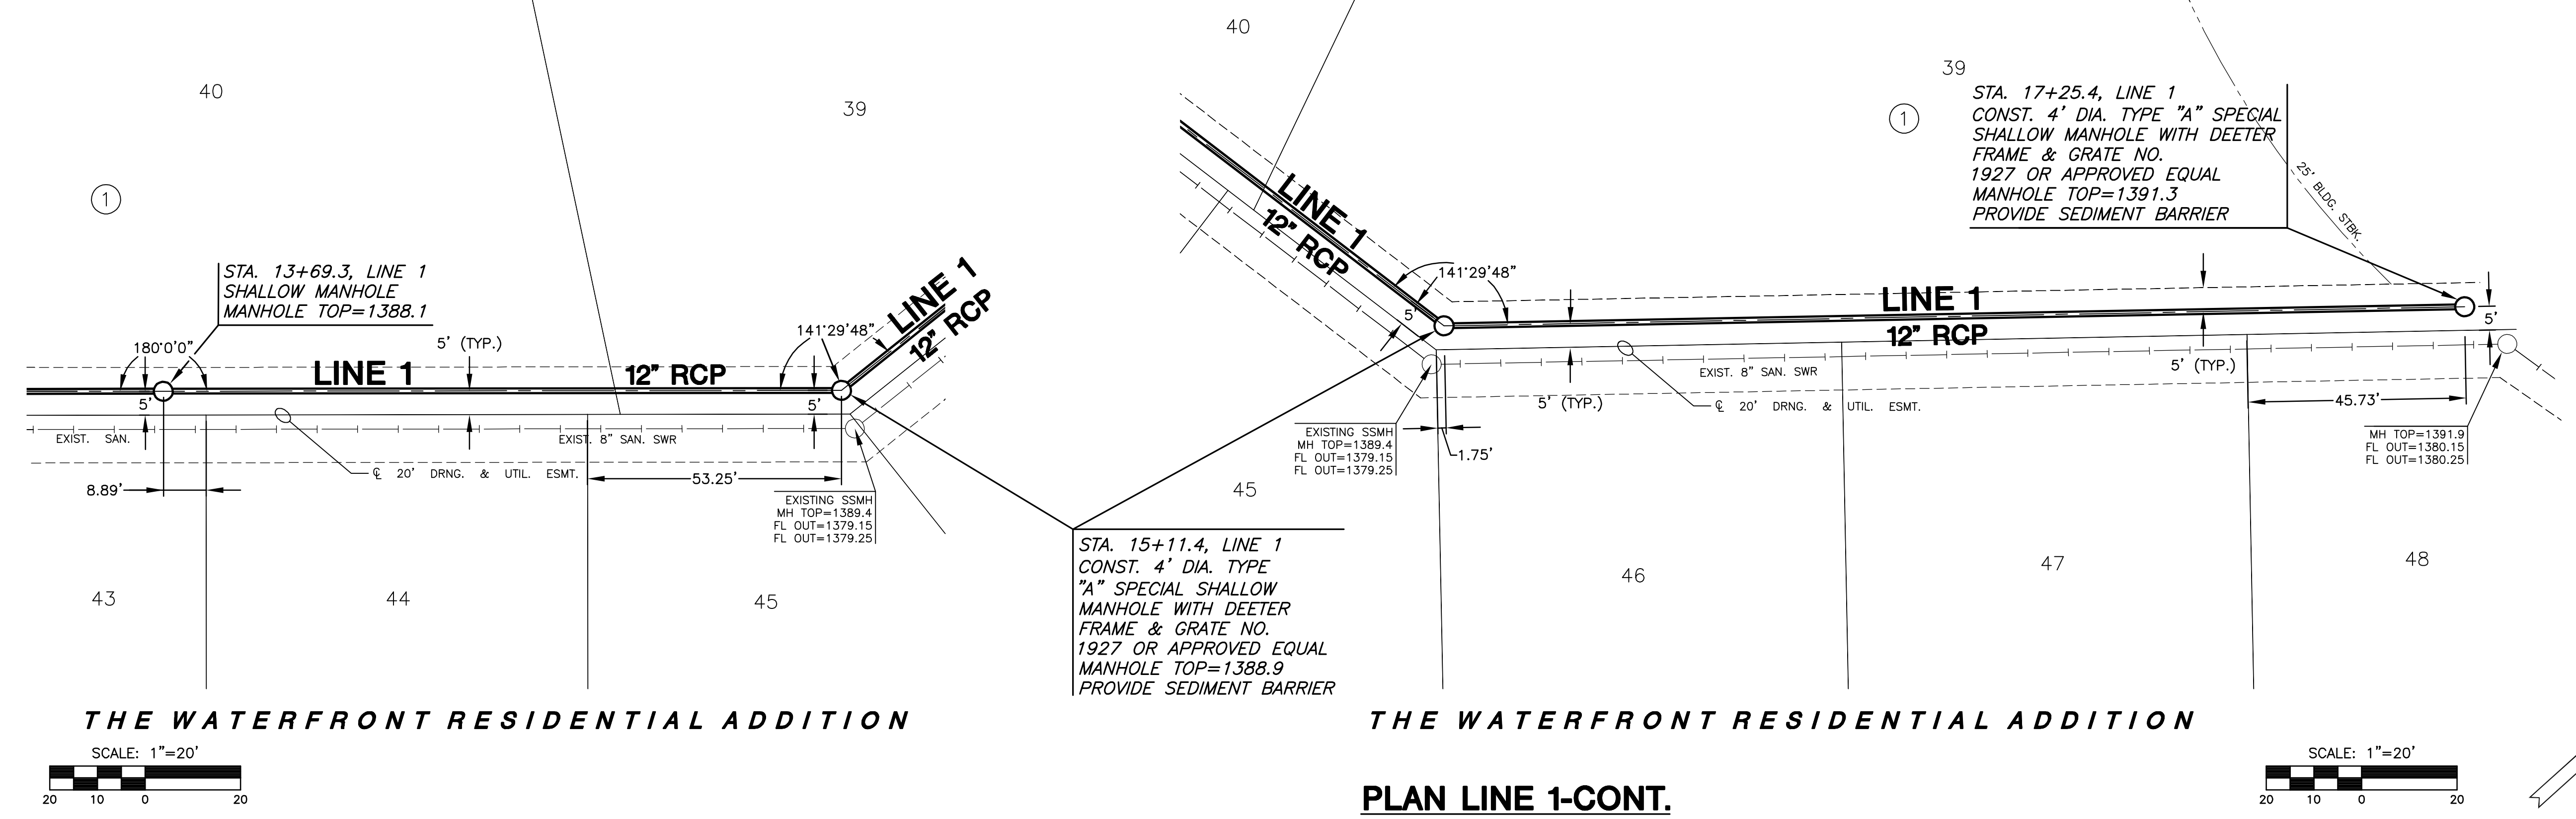 40
39
1
STA. 13+69.3, LINE 1
SHALLOW MANHOLE
MANHOLE TOP=1388.1
180°0'0"
5' (TYP.)
LINE 1
12" RCP
141°29'48"
LINE 1
12" RCP
5'
5'
EXIST. SAN.
EXIST. 8" SAN. SWR
℄ 20' DRNG. & UTIL. ESMT.
8.89'
53.25'
EXISTING SSMH
MH TOP=1389.4
FL OUT=1379.15
FL OUT=1379.25
43
44
45
THE WATERFRONT RESIDENTIAL ADDITION
SCALE: 1"=20'
20 10 0 20
STA. 15+11.4, LINE 1
CONST. 4' DIA. TYPE
"A" SPECIAL SHALLOW
MANHOLE WITH DEETER
FRAME & GRATE NO.
1927 OR APPROVED EQUAL
MANHOLE TOP=1388.9
PROVIDE SEDIMENT BARRIER
40
39
1
STA. 17+25.4, LINE 1
CONST. 4' DIA. TYPE "A" SPECIAL
SHALLOW MANHOLE WITH DEETER
FRAME & GRATE NO.
1927 OR APPROVED EQUAL
MANHOLE TOP=1391.3
PROVIDE SEDIMENT BARRIER
25' BLDG. STBK.
LINE 1
12" RCP
141°29'48"
5'
LINE 1
12" RCP
5'
EXIST. 8" SAN. SWR
5' (TYP.)
5' (TYP.)
℄ 20' DRNG. & UTIL. ESMT.
45.73'
EXISTING SSMH
MH TOP=1389.4
FL OUT=1379.15
FL OUT=1379.25
1.75'
MH TOP=1391.9
FL OUT=1380.15
FL OUT=1380.25
45
46
47
48
THE WATERFRONT RESIDENTIAL ADDITION
SCALE: 1"=20'
20 10 0 20
PLAN LINE 1-CONT.